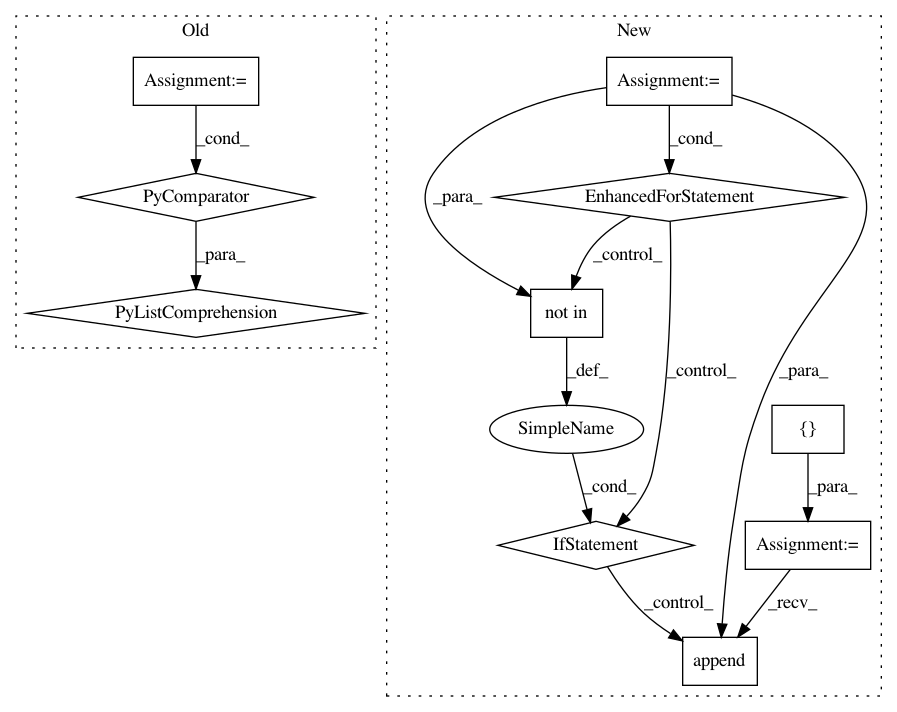 Old
Assignment:=
_cond_
PyComparator
_para_
PyListComprehension
New
Assignment:=
_cond_
_para_
EnhancedForStatement
_control_
not in
_def_
_control_
_para_
SimpleName
{}
_cond_
_para_
IfStatement
Assignment:=
_control_
_recv_
append